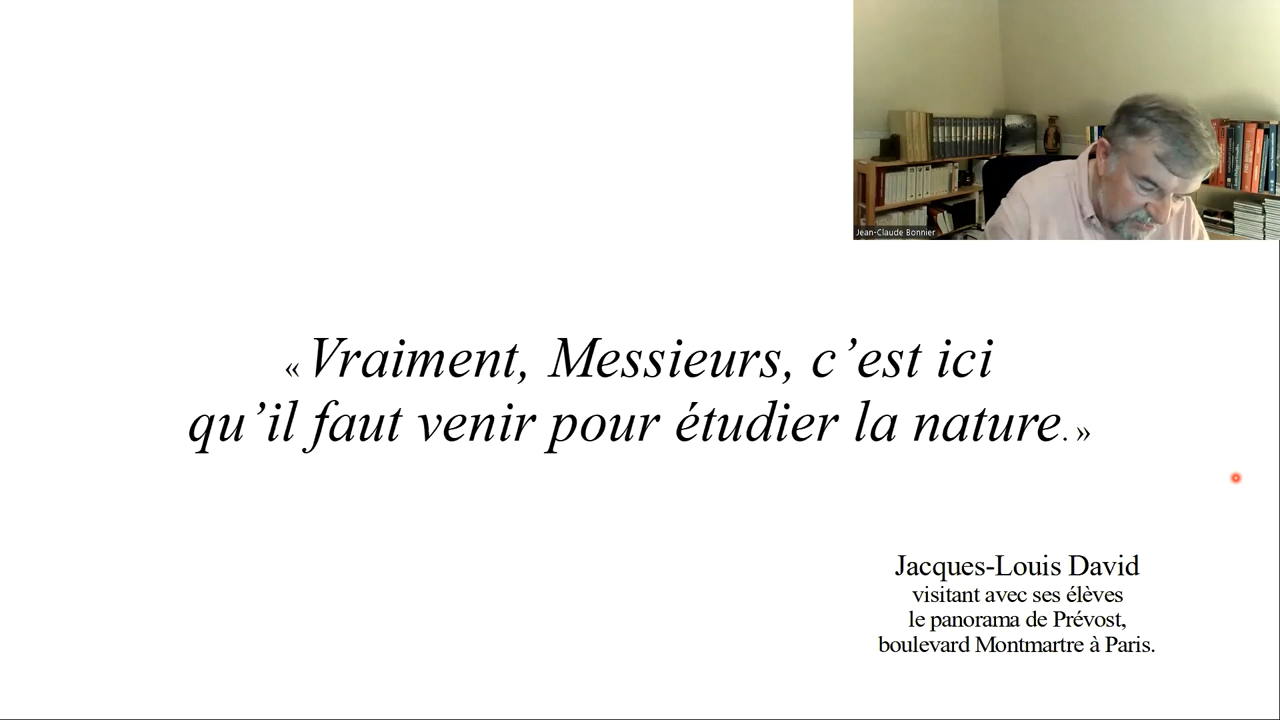 Jean-Claude Bonnier
« Vraiment, Messieurs, c’est ici
qu’il faut venir pour étudier la nature. »
Jacques-Louis David
visitant avec ses élèves
le panorama de Prévost,
boulevard Montmartre à Paris.